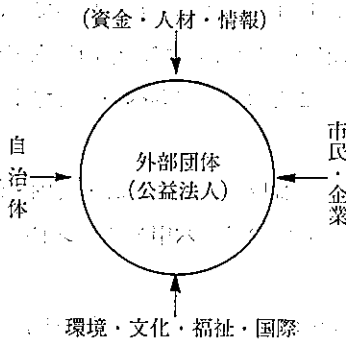 (資金・人材・情報)
自治体
外部団体
(公益法人)
市民・企業
環境・文化・福祉・国際